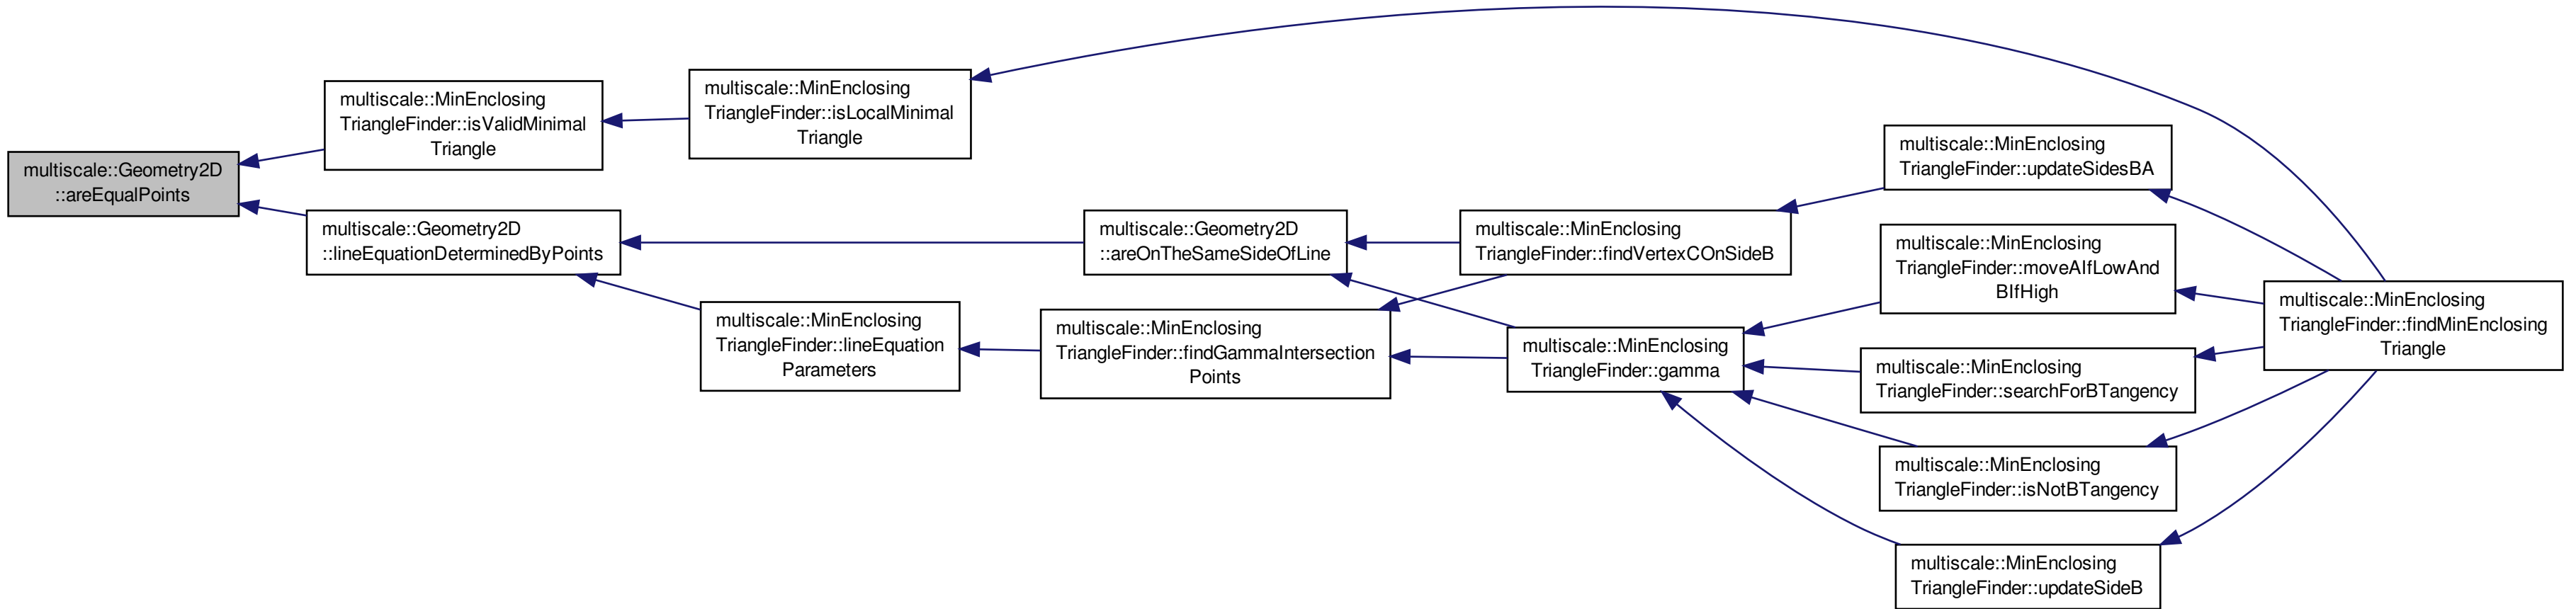 multiscale::Geometry2D
::areEqualPoints
multiscale::MinEnclosing
TriangleFinder::isValidMinimal
Triangle
multiscale::MinEnclosing
TriangleFinder::isLocalMinimal
Triangle
multiscale::Geometry2D
::lineEquationDeterminedByPoints
multiscale::MinEnclosing
TriangleFinder::lineEquation
Parameters
multiscale::Geometry2D
::areOnTheSameSideOfLine
multiscale::MinEnclosing
TriangleFinder::findGammaIntersection
Points
multiscale::MinEnclosing
TriangleFinder::findVertexCOnSideB
multiscale::MinEnclosing
TriangleFinder::gamma
multiscale::MinEnclosing
TriangleFinder::updateSidesBA
multiscale::MinEnclosing
TriangleFinder::moveAIfLowAnd
BIfHigh
multiscale::MinEnclosing
TriangleFinder::searchForBTangency
multiscale::MinEnclosing
TriangleFinder::isNotBTangency
multiscale::MinEnclosing
TriangleFinder::updateSideB
multiscale::MinEnclosing
TriangleFinder::findMinEnclosing
Triangle